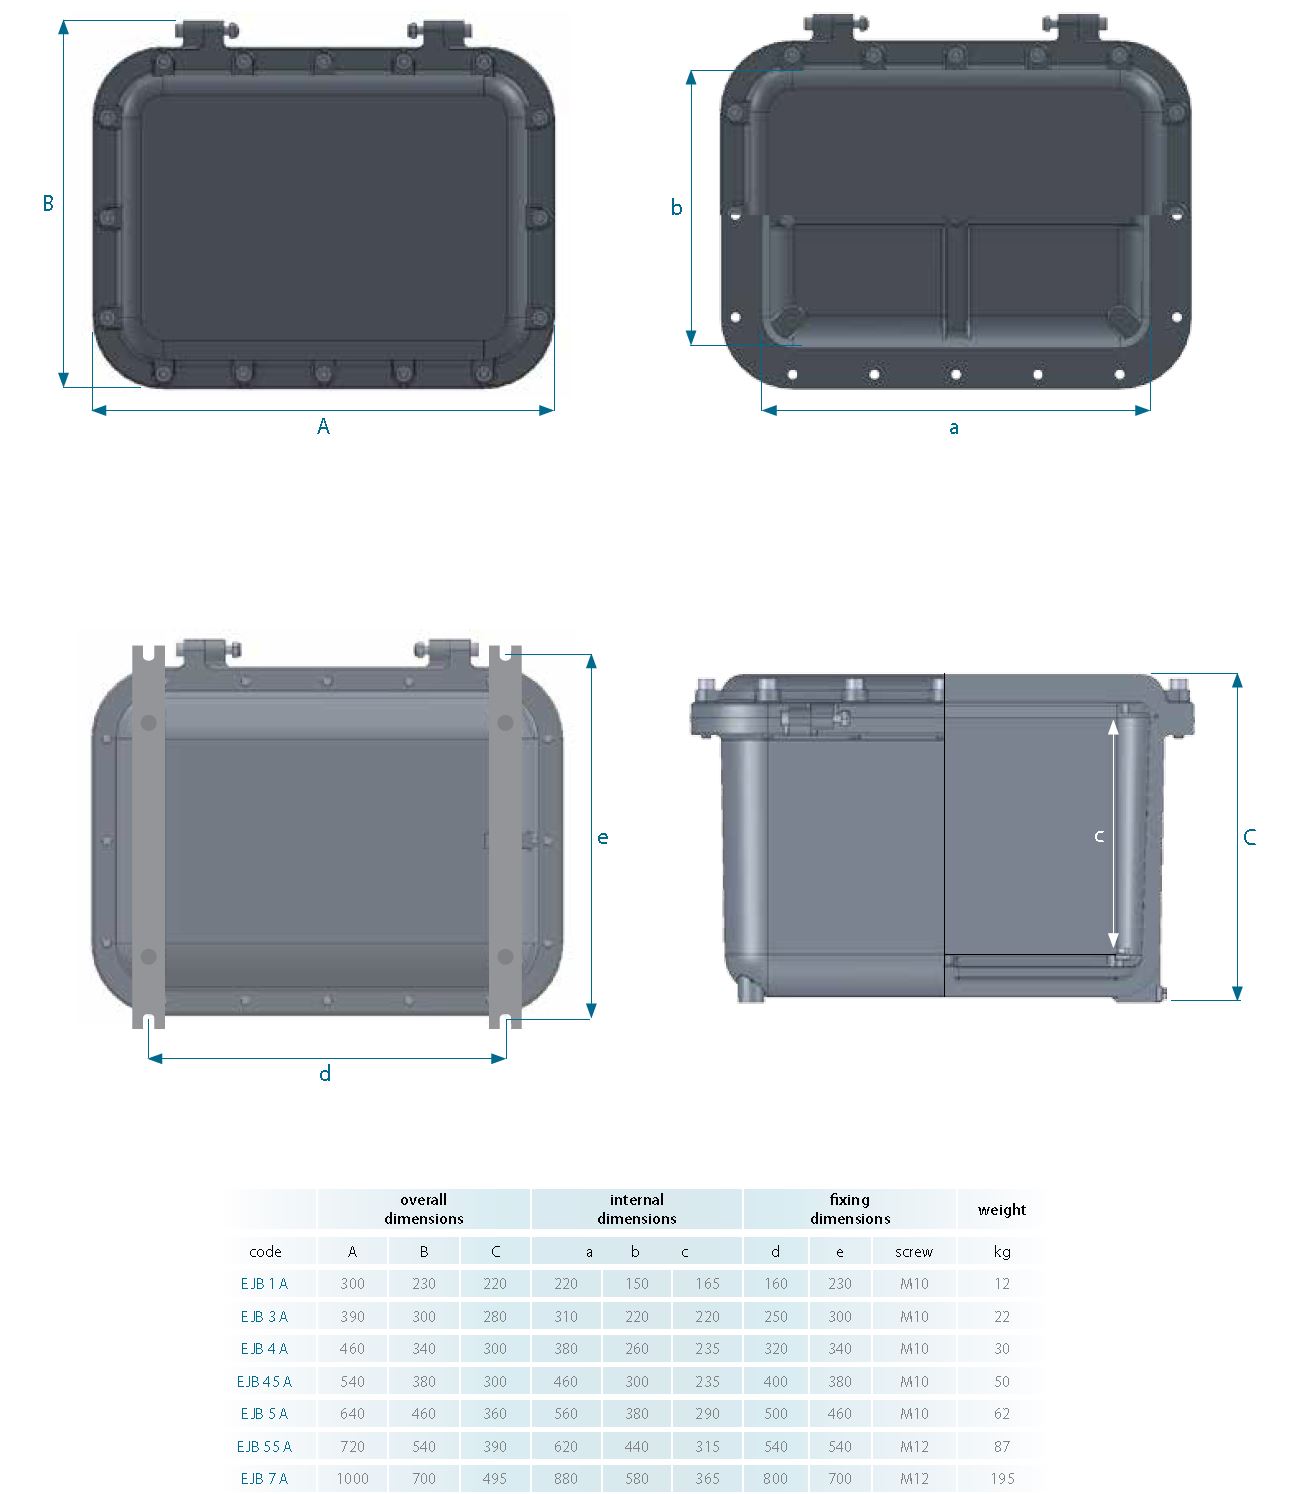 B
A
b
a
e
d
c
C
overall dimensions internal dimensions fixing dimensions weight
code A B C a b c d e screw kg
EJB 1 A 300 230 220 220 150 165 160 230 M10 12
EJB 3 A 390 300 280 310 220 220 250 300 M10 22
EJB 4 A 460 340 300 380 260 235 320 340 M10 30
EJB 45 A 540 380 300 460 300 235 400 380 M10 50
EJB 5 A 640 460 360 560 380 290 500 460 M10 62
EJB 55 A 720 540 390 620 440 315 540 540 M12 87
EJB 7 A 1000 700 495 880 580 365 800 700 M12 195